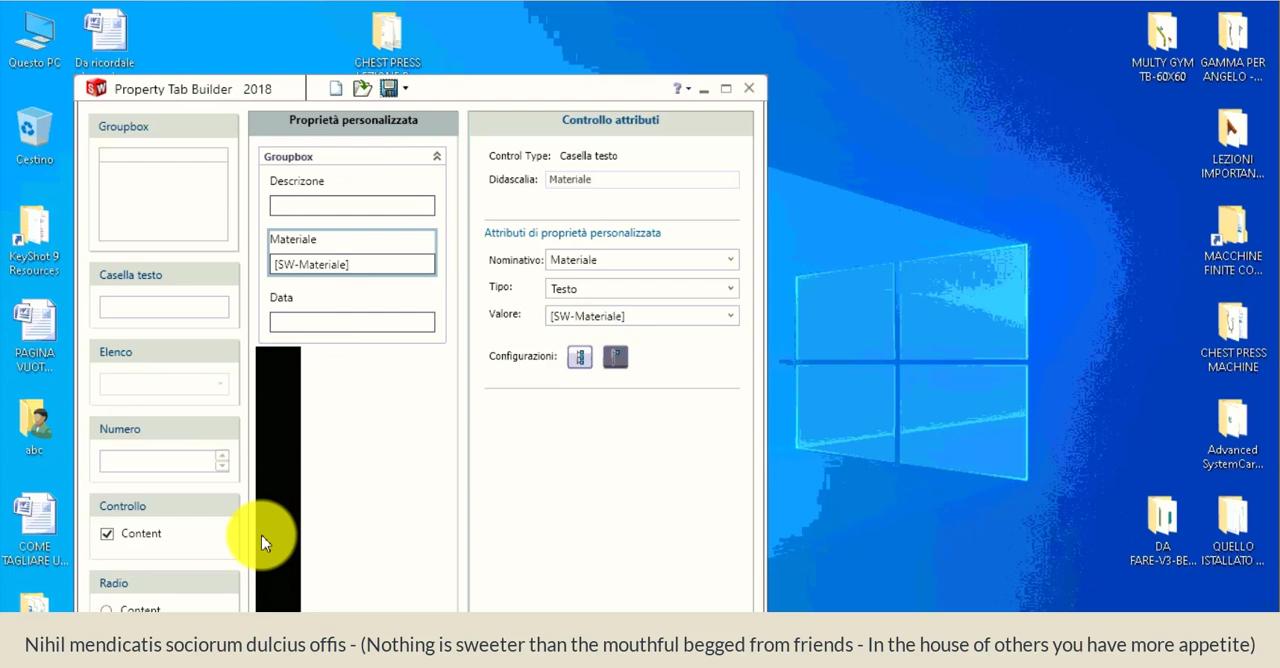 Questo PC
Da ricordale
CHEST PRESS
MULTY GYM
TB-60X60
GAMMA PER
ANGELO -...
Property Tab Builder 2018
?
Cestino
Groupbox
Proprietà personalizzata
Controllo attributi
Groupbox
Descrizone
Materiale
[SW-Materiale]
Data
Control Type: Casella testo
Didascalia: Materiale
Attributi di proprietà personalizzata
Nominativo: Materiale
Tipo: Testo
Valore: [SW-Materiale]
Configurazioni:
Casella testo
Elenco
Numero
Controllo
Content
Radio
Content
KeyShot 9
Resources
PAGINA
VUOT...
abc
COME
TAGLIARE U...
LEZIONI
IMPORTAN...
MACCHINE
FINITE CO...
CHEST PRESS
MACHINE
Advanced
SystemCar...
DA
FARE-V3-BE...
QUELLO
ISTALLATO ...
Nihil mendicatis sociorum dulcius offis - (Nothing is sweeter than the mouthful begged from friends - In the house of others you have more appetite)